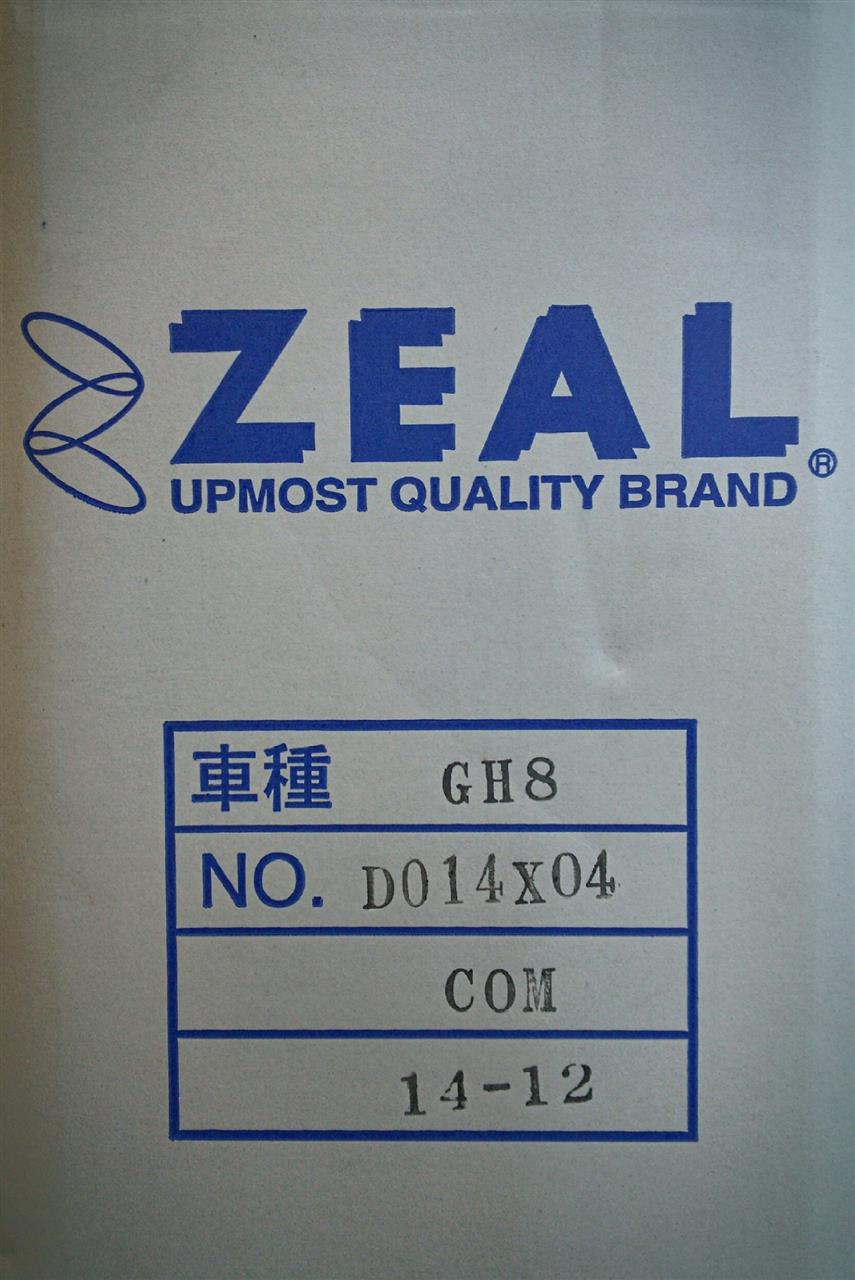 ZEAL®
UPMOST QUALITY BRAND
車種 GH8
NO. D014X04
COM
14-12